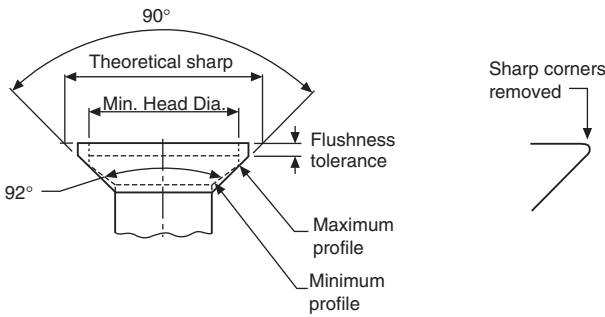 90°
Theoretical sharp
Min. Head Dia.
Flushness
tolerance
92°
Maximum
profile
Minimum
profile
Sharp corners
removed